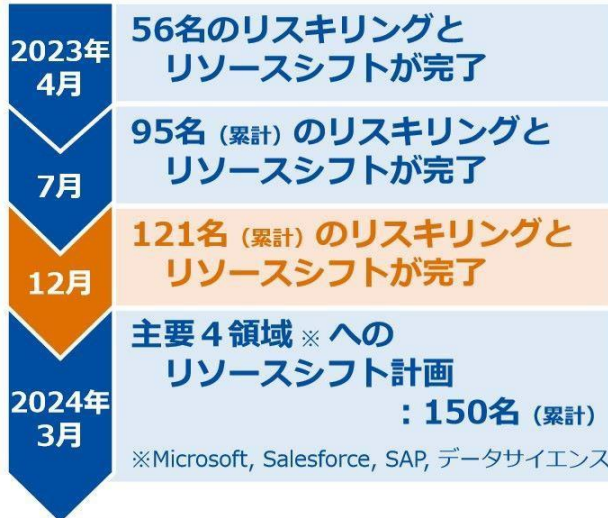 2023年
4月
56名のリスキリングと
リソースシフトが完了
7月
95名（累計）のリスキリングと
リソースシフトが完了
12月
121名（累計）のリスキリングと
リソースシフトが完了
2024年
3月
主要４領域※への
リソースシフト計画
：150名（累計）
※Microsoft, Salesforce, SAP, データサイエンス